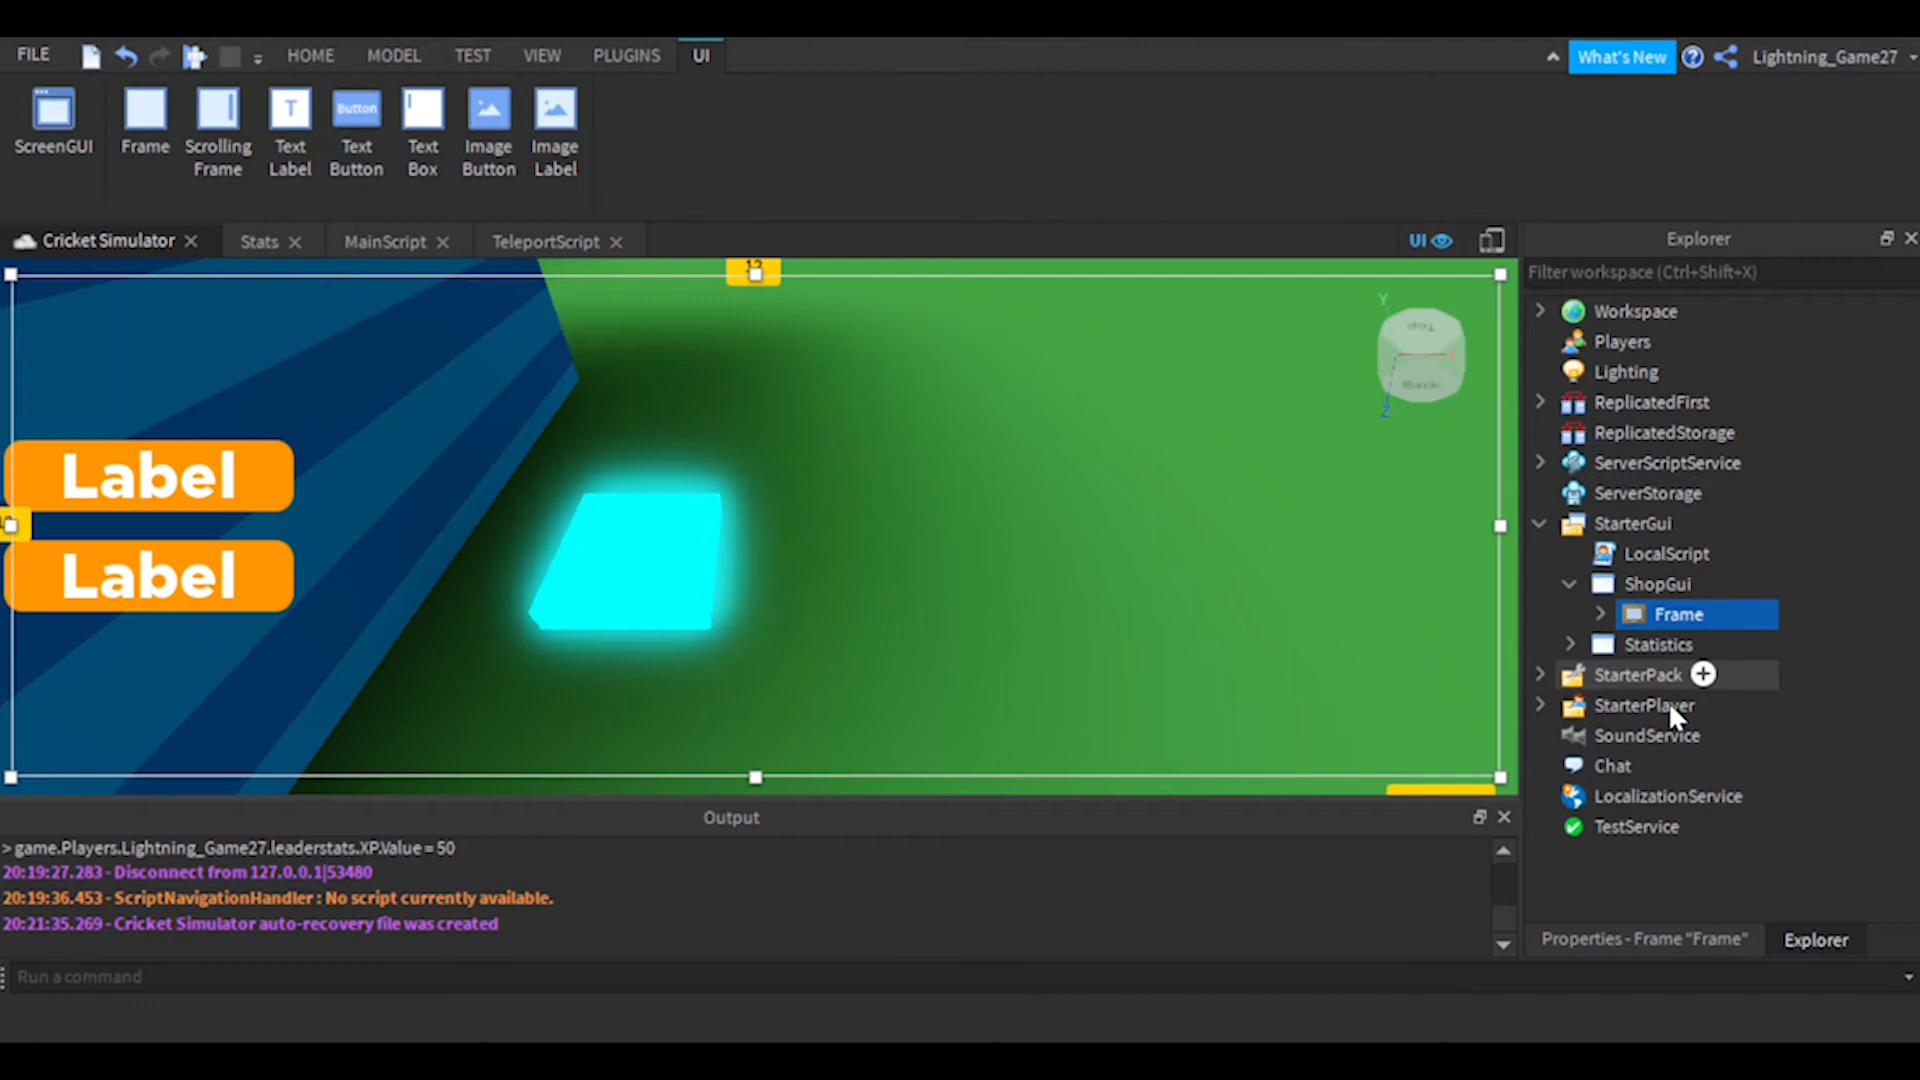 FILE HOME MODEL TEST VIEW PLUGINS UI What's New Lightning_Game27
ScreenGUI
Frame
Scrolling
Frame
Text
Label
Button
Text
Button
Text
Box
Image
Button
Image
Label
T
Cricket Simulator Stats MainScript TeleportScript UI
Explorer
Filter workspace (Ctrl+Shift+X)
Workspace
Players
Lighting
ReplicatedFirst
ReplicatedStorage
ServerScriptService
ServerStorage
StarterGui
LocalScript
ShopGui
Frame
Statistics
StarterPack
StarterPlayer
SoundService
Chat
LocalizationService
TestService
Properties - Frame "Frame" Explorer
Y
Top
Back
Z
Label
Label
Output
> game.Players.Lightning_Game27.leaderstats.XP.Value = 50
20:19:27.283 - Disconnect from 127.0.0.1|53480
20:19:36.453 - ScriptNavigationHandler : No script currently available.
20:21:35.269 - Cricket Simulator auto-recovery file was created
Run a command